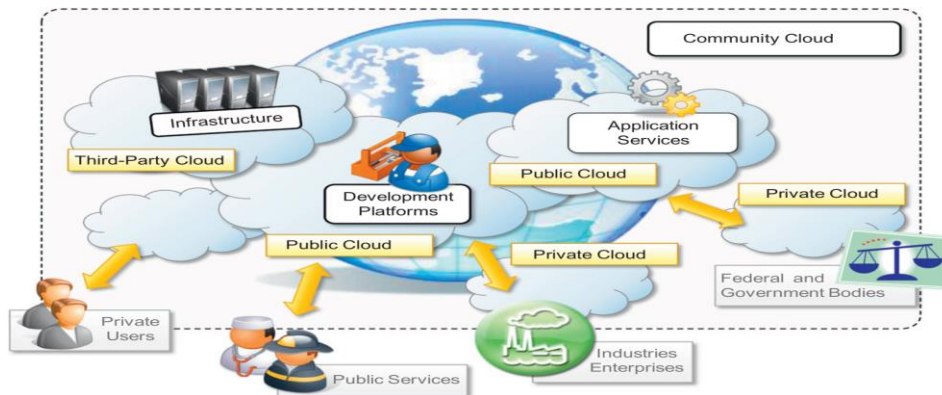 Community Cloud
Infrastructure
Application
Services
Third-Party Cloud
Public Cloud
Development
Platforms
Private Cloud
Public Cloud
Private Cloud
Federal and
Government Bodies
Private
Users
Public Services
Industries
Enterprises